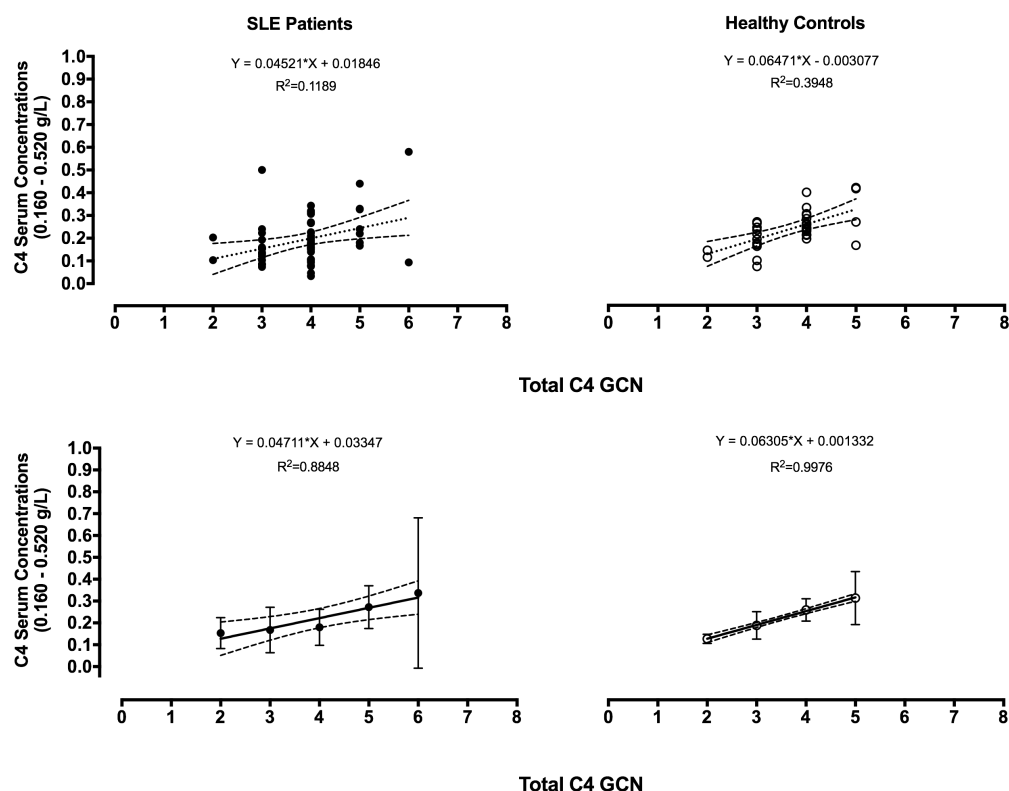 SLE Patients
Healthy Controls
Y = 0.04521*X + 0.01846
R²=0.1189
Y = 0.06471*X - 0.003077
R²=0.3948
C4 Serum Concentrations
(0.160 - 0.520 g/L)
1.0
0.9
0.8
0.7
0.6
0.5
0.4
0.3
0.2
0.1
0.0
0 1 2 3 4 5 6 7 8
0 1 2 3 4 5 6 7 8
Total C4 GCN
Y = 0.04711*X + 0.03347
R²=0.8848
Y = 0.06305*X + 0.001332
R²=0.9976
C4 Serum Concentrations
(0.160 - 0.520 g/L)
1.0
0.9
0.8
0.7
0.6
0.5
0.4
0.3
0.2
0.1
0.0
0 1 2 3 4 5 6 7 8
0 1 2 3 4 5 6 7 8
Total C4 GCN